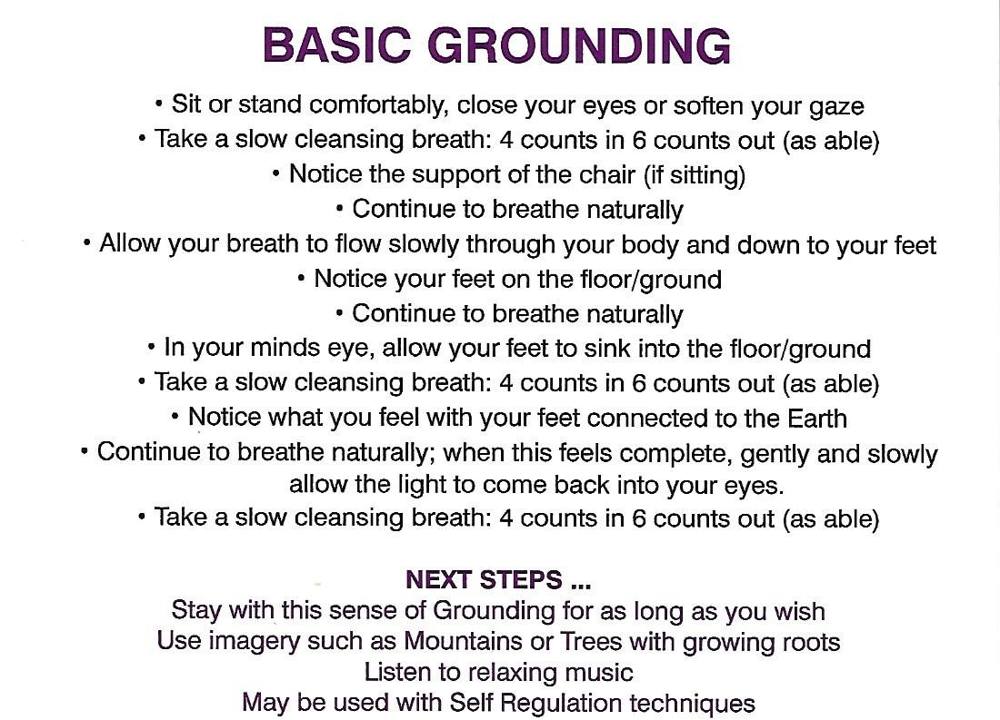 BASIC GROUNDING
• Sit or stand comfortably, close your eyes or soften your gaze
• Take a slow cleansing breath: 4 counts in 6 counts out (as able)
• Notice the support of the chair (if sitting)
• Continue to breathe naturally
• Allow your breath to flow slowly through your body and down to your feet
• Notice your feet on the floor/ground
• Continue to breathe naturally
• In your minds eye, allow your feet to sink into the floor/ground
• Take a slow cleansing breath: 4 counts in 6 counts out (as able)
• Notice what you feel with your feet connected to the Earth
• Continue to breathe naturally; when this feels complete, gently and slowly
allow the light to come back into your eyes.
• Take a slow cleansing breath: 4 counts in 6 counts out (as able)
NEXT STEPS ...
Stay with this sense of Grounding for as long as you wish
Use imagery such as Mountains or Trees with growing roots
Listen to relaxing music
May be used with Self Regulation techniques